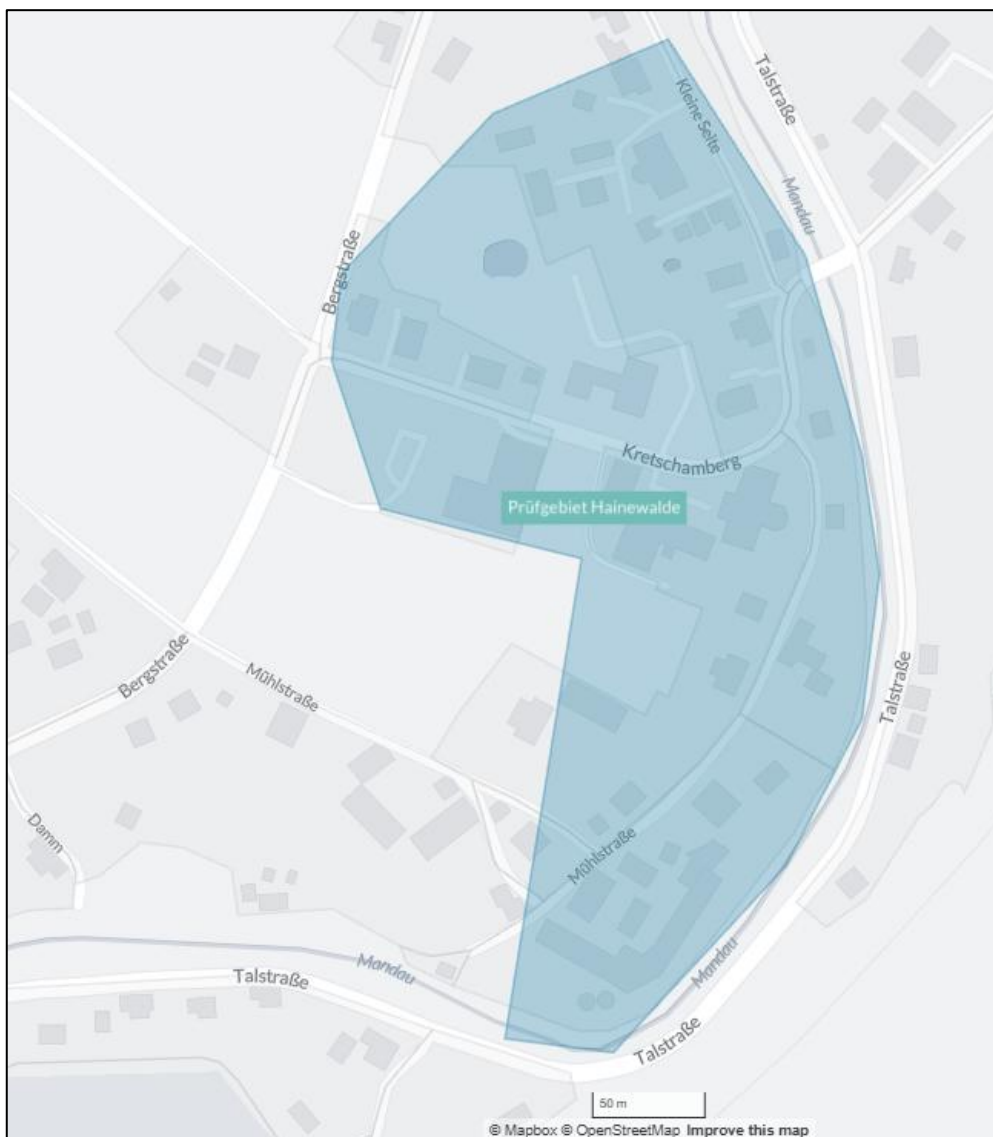 Talstraße
Kleine Seite
Mandau
Bergstraße
Kretschamberg
Prüfgebiet Hainewalde
Bergstraße
Mühlstraße
Talstraße
Damm
Mühlstraße
Mandau
Mandau
Talstraße
Talstraße
50 m
© Mapbox © OpenStreetMap Improve this map